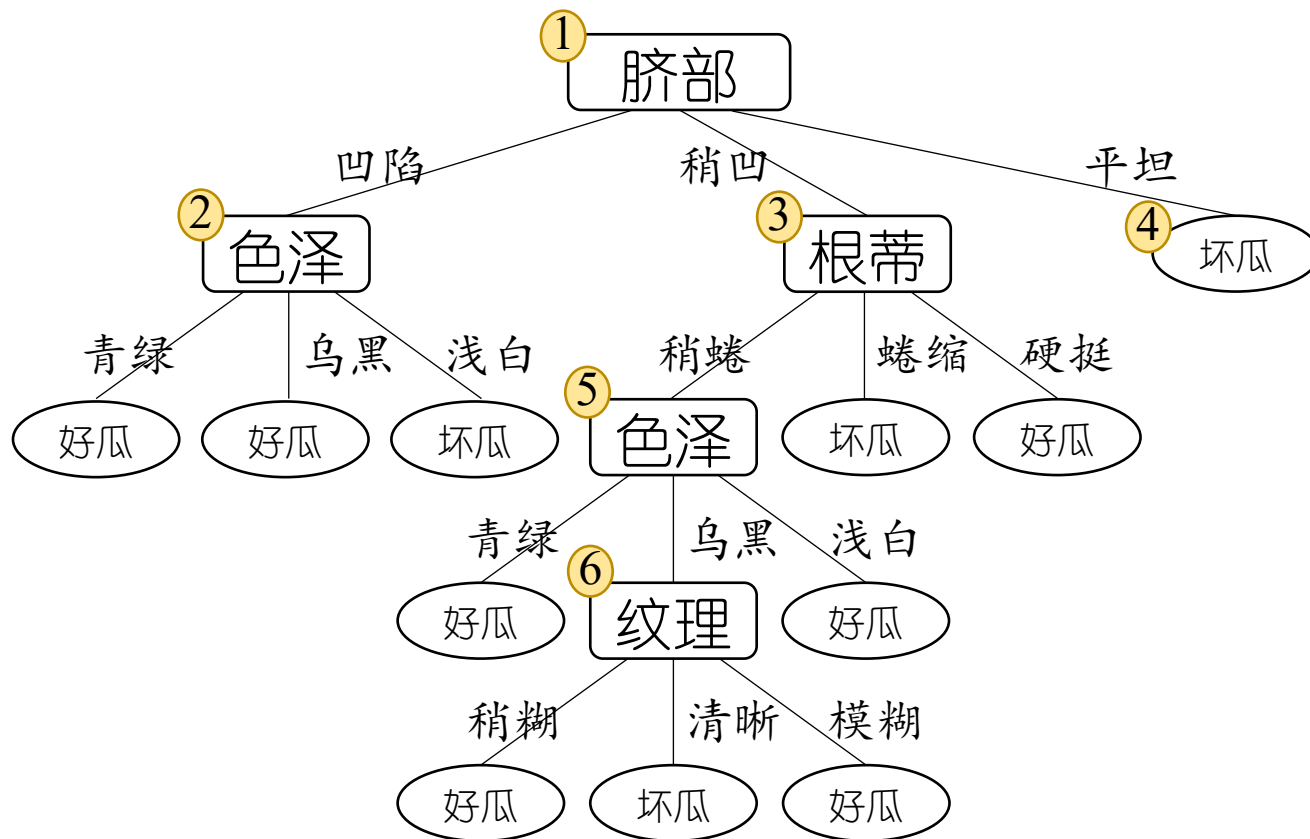 1
脐部
凹陷 稍凹 平坦
2 3 4
色泽 根蒂 坏瓜
青绿 乌黑 浅白 稍蜷 蜷缩 硬挺
5
好瓜 好瓜 坏瓜 色泽 坏瓜 好瓜
青绿 乌黑 浅白
6
好瓜 纹理 好瓜
稍糊 清晰 模糊
好瓜 坏瓜 好瓜